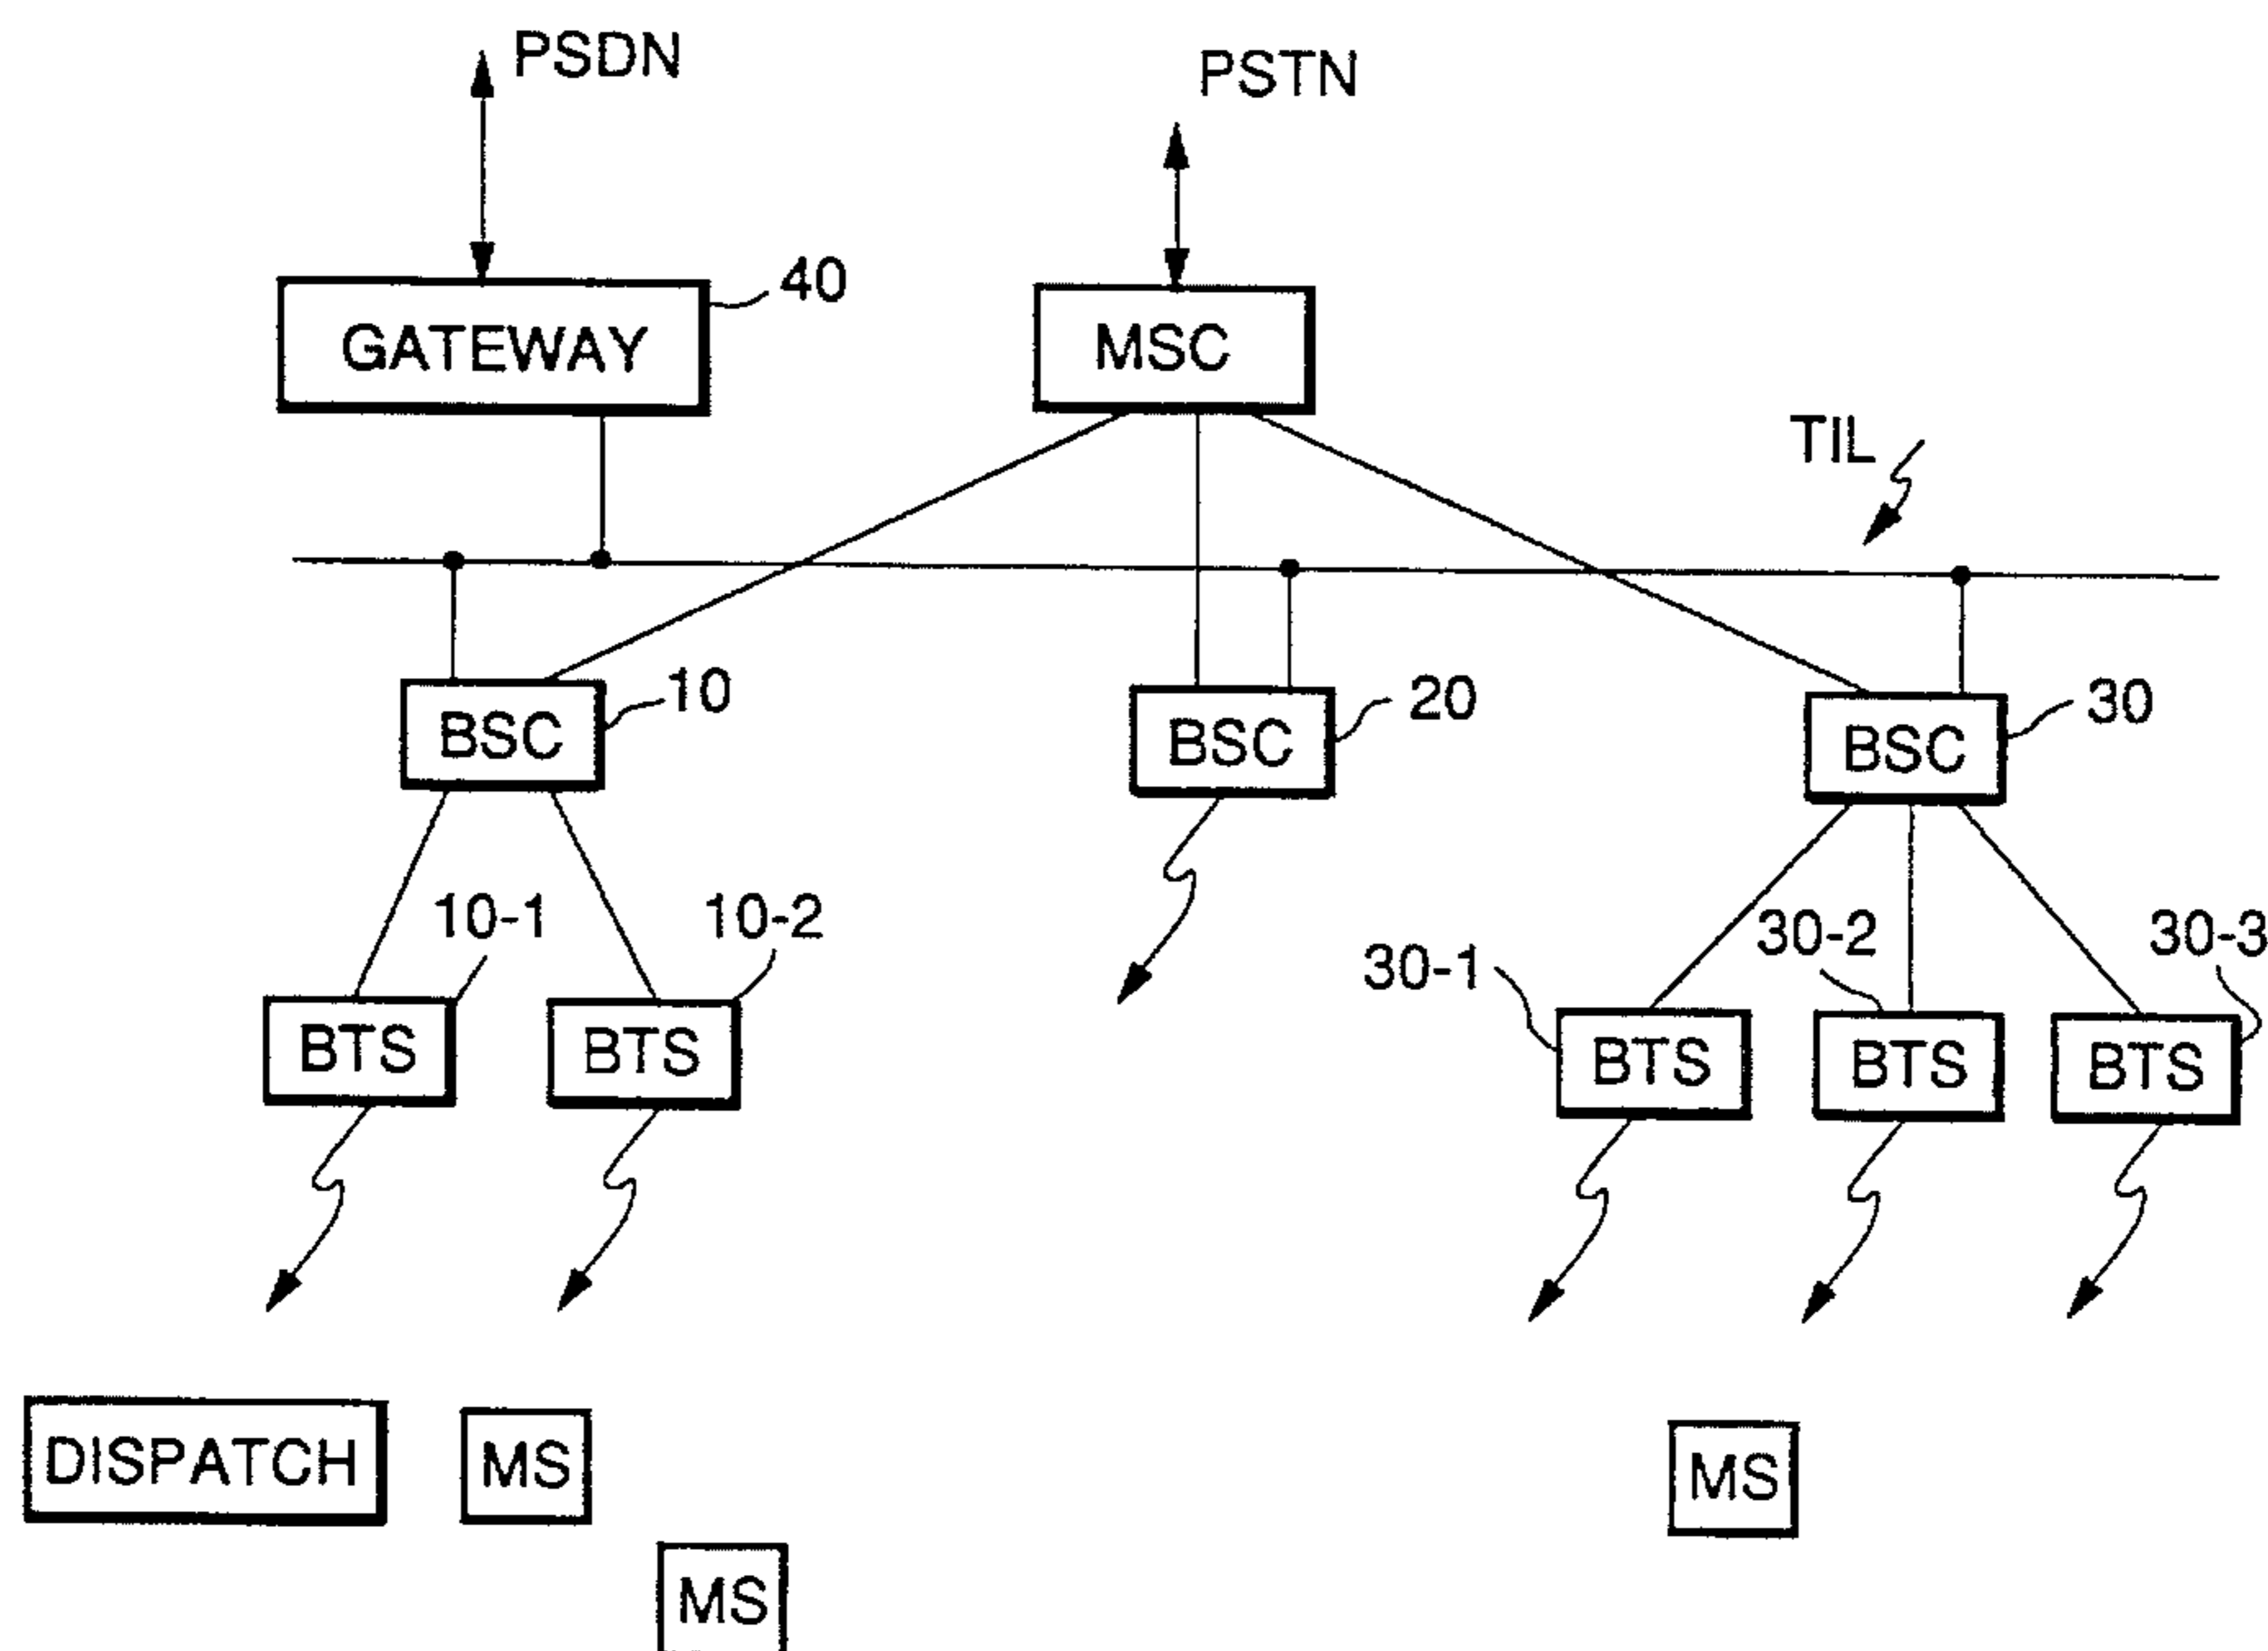 PSDN
PSTN
40
GATEWAY
MSC
TIL
10
20
30
BSC
BSC
BSC
10-1
10-2
30-1
30-2
30-3
BTS
BTS
BTS
BTS
BTS
DISPATCH
MS
MS
MS